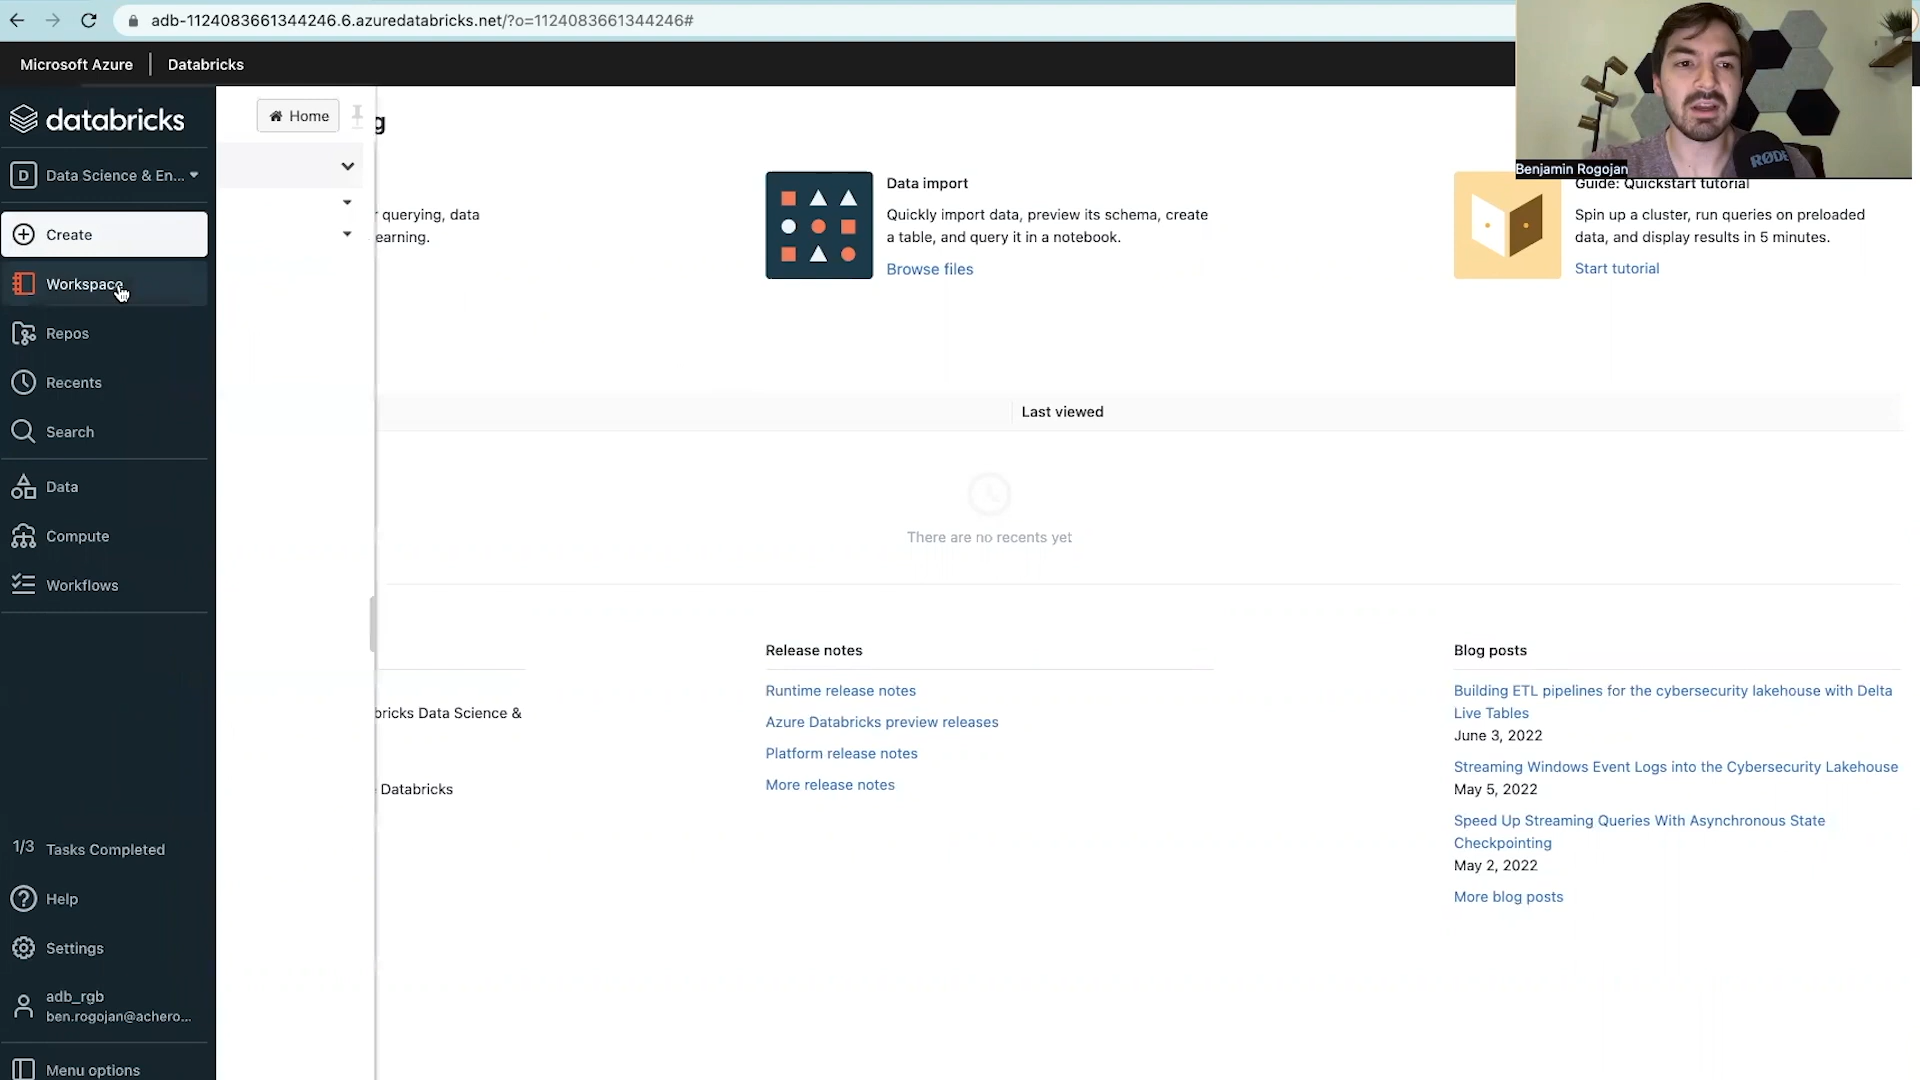 adb-1124083661344246.6.azuredatabricks.net/?o=1124083661344246#
Microsoft Azure
Databricks
databricks
D
Data Science & En...
Create
Workspace
Repos
Recents
Search
Data
Compute
Workflows
1/3 Tasks Completed
Help
Settings
adb_rgb
ben.rogojan@achero...
Menu options
Home
g
r querying, data
earning.
Data import
Quickly import data, preview its schema, create
a table, and query it in a notebook.
Browse files
RØDE
Benjamin Rogojan
Guide: Quickstart tutorial
Spin up a cluster, run queries on preloaded
data, and display results in 5 minutes.
Start tutorial
Last viewed
There are no recents yet
bricks Data Science &
Databricks
Release notes
Runtime release notes
Azure Databricks preview releases
Platform release notes
More release notes
Blog posts
Building ETL pipelines for the cybersecurity lakehouse with Delta
Live Tables
June 3, 2022
Streaming Windows Event Logs into the Cybersecurity Lakehouse
May 5, 2022
Speed Up Streaming Queries With Asynchronous State
Checkpointing
May 2, 2022
More blog posts